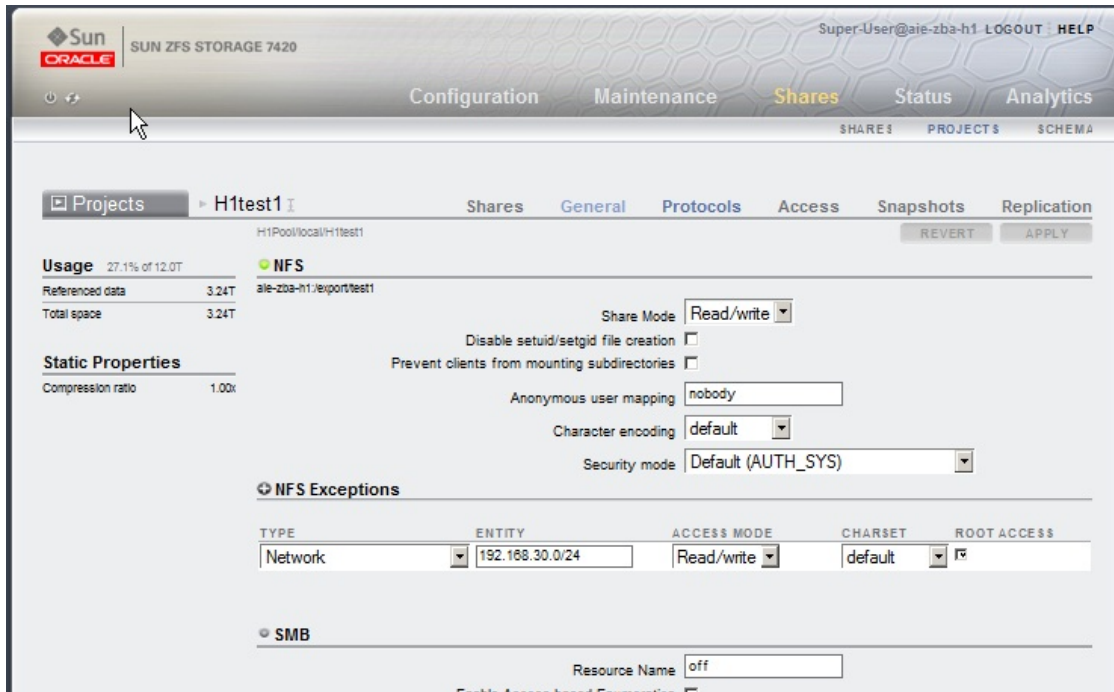 Sun
ORACLE
SUN ZFS STORAGE 7420
Super-User@aie-zba-h1 LOGOUT HELP
Configuration Maintenance Shares Status Analytics
SHARES PROJECTS SCHEMA
Projects H1test1
Shares General Protocols Access Snapshots Replication
H1Pool/local/H1test1
REVERT APPLY
Usage 27.1% of 12.0T
Referenced data 3.24T
Total space 3.24T
Static Properties
Compression ratio 1.00x
NFS
aie-zba-h1:/export/test1
Share Mode Read/write
Disable setuid/setgid file creation
Prevent clients from mounting subdirectories
Anonymous user mapping nobody
Character encoding default
Security mode Default (AUTH_SYS)
NFS Exceptions
TYPE ENTITY ACCESS MODE CHARSET ROOT ACCESS
Network 192.168.30.0/24 Read/write default
SMB
Resource Name off
Enable Access-based Enumeration